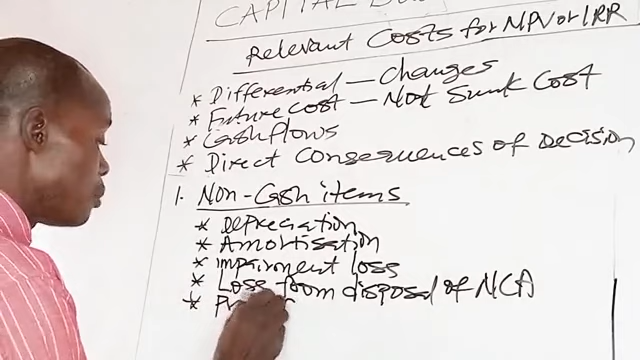 CAPITAL
Relevant Costs for NPV or IRR
* Differential — Changes
* Future cost — Not Sunk Cost
* Cashflows
* Direct Consequences of Decision
1. Non-Cash items
* Depreciation
* Amortisation
* Impairment loss
* Loss from disposal of NCA
*